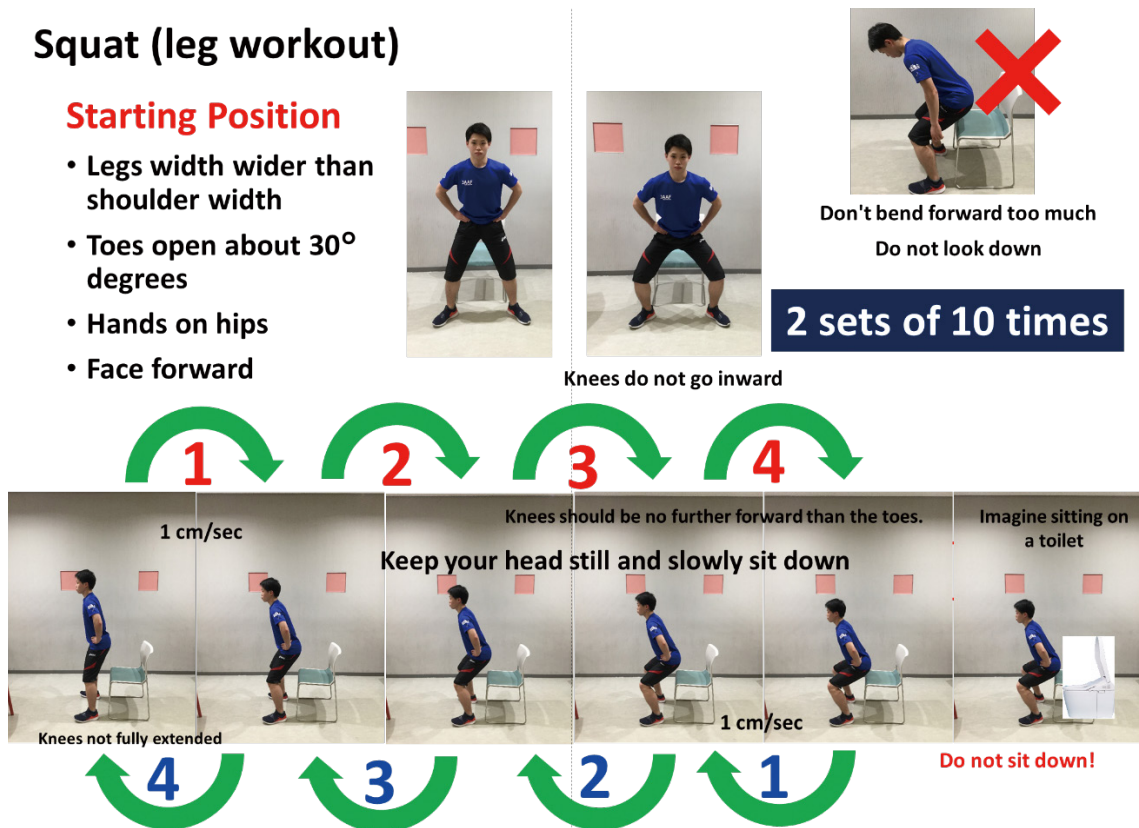 Squat (leg workout)
Starting Position
• Legs width wider than
shoulder width
• Toes open about 30°
degrees
• Hands on hips
• Face forward
Knees do not go inward
Don't bend forward too much
Do not look down
2 sets of 10 times
1
2
3
4
1 cm/sec
Knees should be no further forward than the toes.
Imagine sitting on
a toilet
Keep your head still and slowly sit down
1 cm/sec
Knees not fully extended
Do not sit down!
4
3
2
1